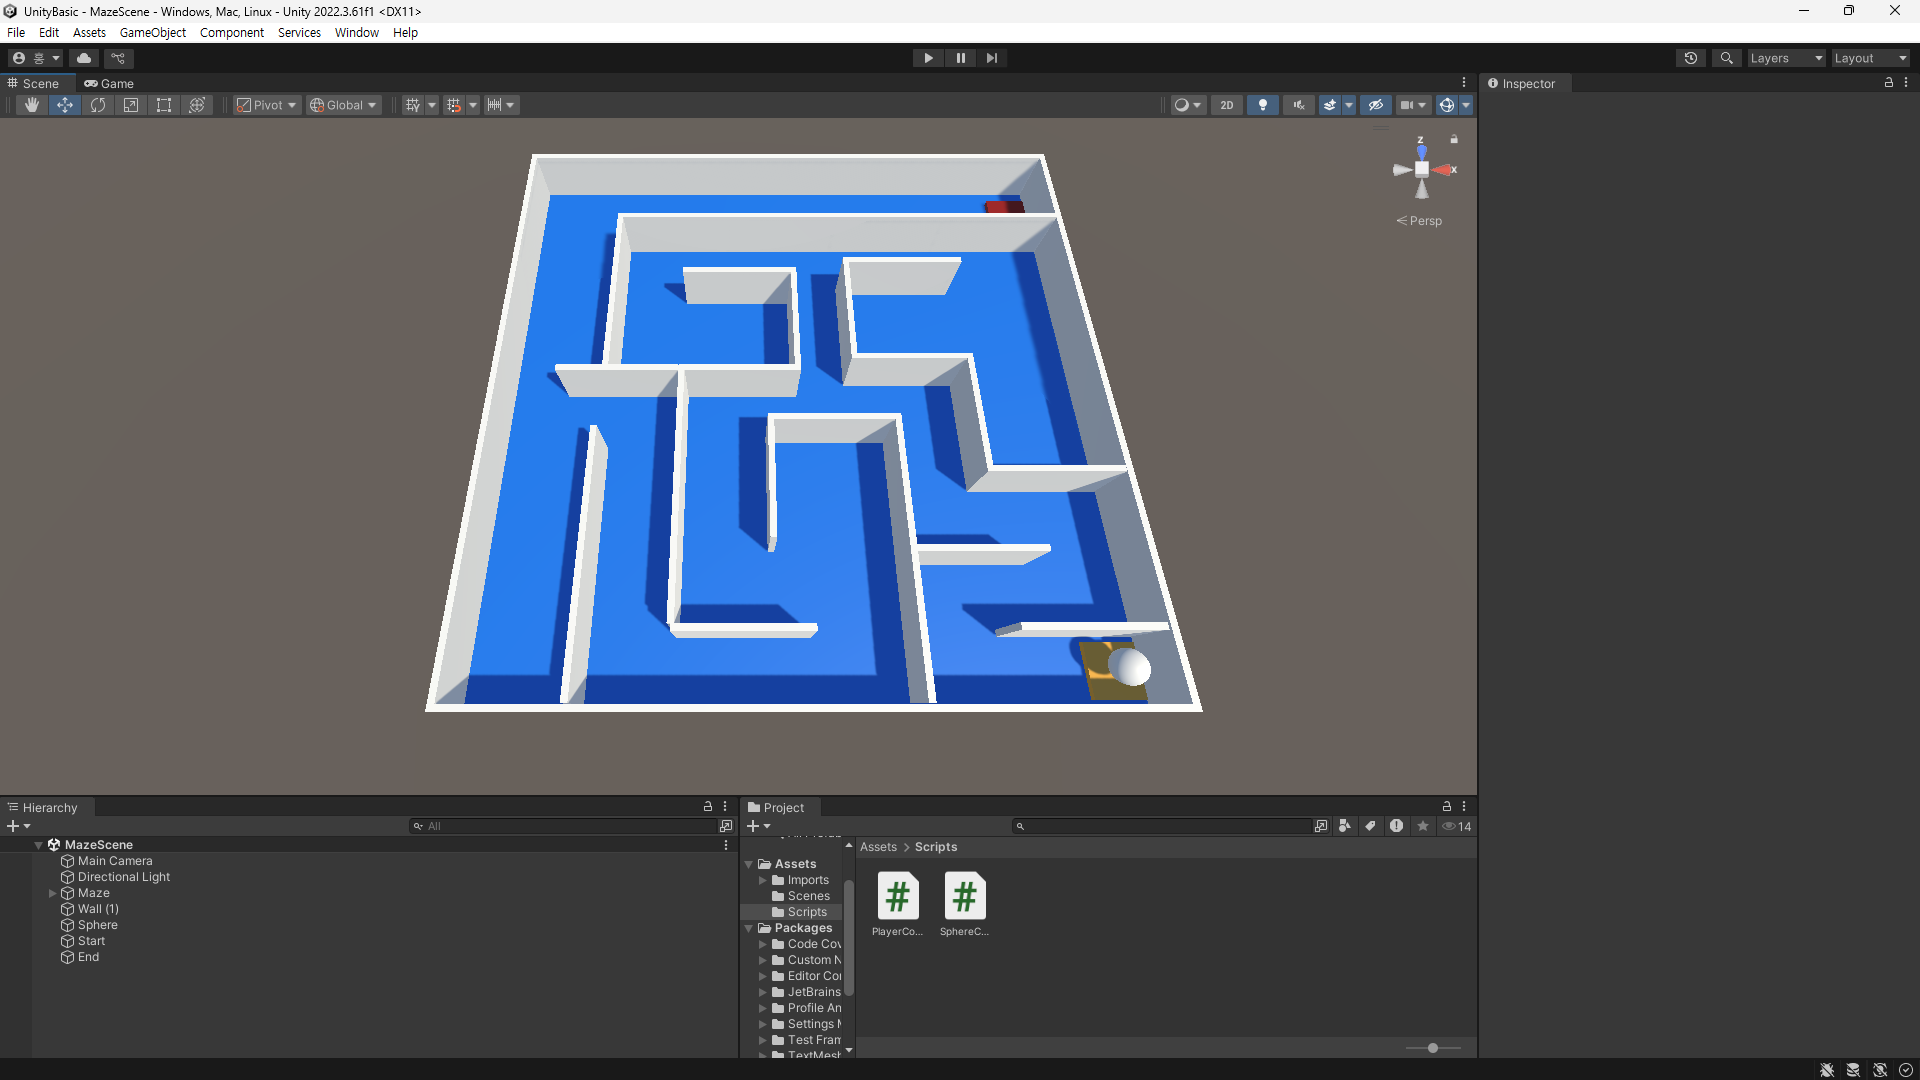 UnityBasic - MazeScene - Windows, Mac, Linux - Unity 2022.3.61f1 <DX11>
File Edit Assets GameObject Component Services Window Help
홍 Layers Layout
Scene Game Inspector
Pivot Global 2D
z
x
Persp
Hierarchy
All
MazeScene
Main Camera
Directional Light
Maze
Wall (1)
Sphere
Start
End
Project
14
Assets
Imports
Scenes
Scripts
Packages
Code Cov
Custom N
Editor Cor
JetBrains
Profile An
Settings M
Test Fram
TextMesh
Assets > Scripts
PlayerCo... SphereC...